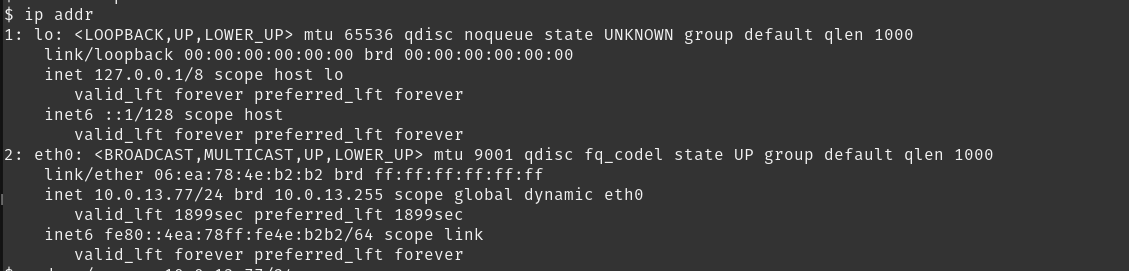 $ ip addr
1: lo: <LOOPBACK,UP,LOWER_UP> mtu 65536 qdisc noqueue state UNKNOWN group default qlen 1000
    link/loopback 00:00:00:00:00:00 brd 00:00:00:00:00:00
    inet 127.0.0.1/8 scope host lo
       valid_lft forever preferred_lft forever
    inet6 ::1/128 scope host
       valid_lft forever preferred_lft forever
2: eth0: <BROADCAST,MULTICAST,UP,LOWER_UP> mtu 9001 qdisc fq_codel state UP group default qlen 1000
    link/ether 06:ea:78:4e:b2:b2 brd ff:ff:ff:ff:ff:ff
    inet 10.0.13.77/24 brd 10.0.13.255 scope global dynamic eth0
       valid_lft 1899sec preferred_lft 1899sec
    inet6 fe80::4ea:78ff:fe4e:b2b2/64 scope link
       valid_lft forever preferred_lft forever